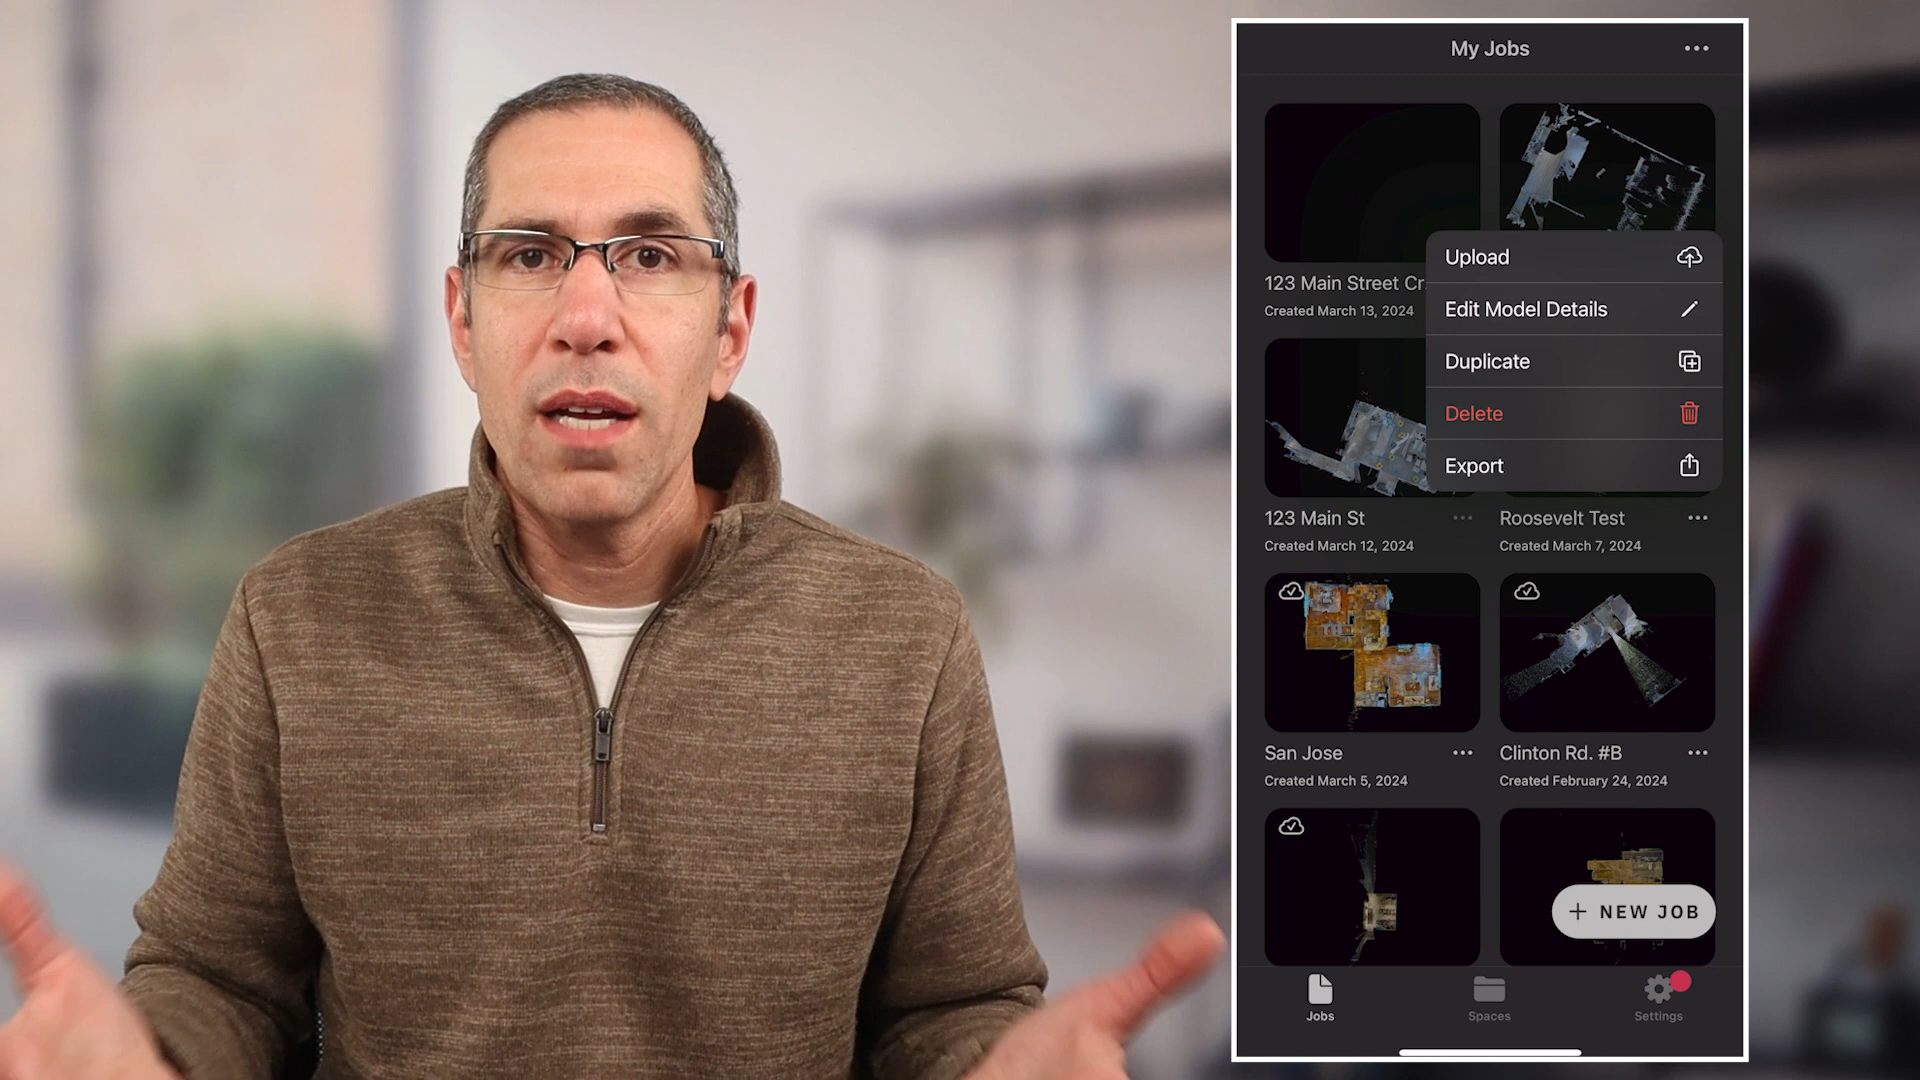 My Jobs
123 Main Street Cr
Created March 13, 2024
Upload
Edit Model Details
Duplicate
Delete
Export
123 Main St
Created March 12, 2024
Roosevelt Test
Created March 7, 2024
San Jose
Created March 5, 2024
Clinton Rd. #B
Created February 24, 2024
+ NEW JOB
Jobs
Spaces
Settings